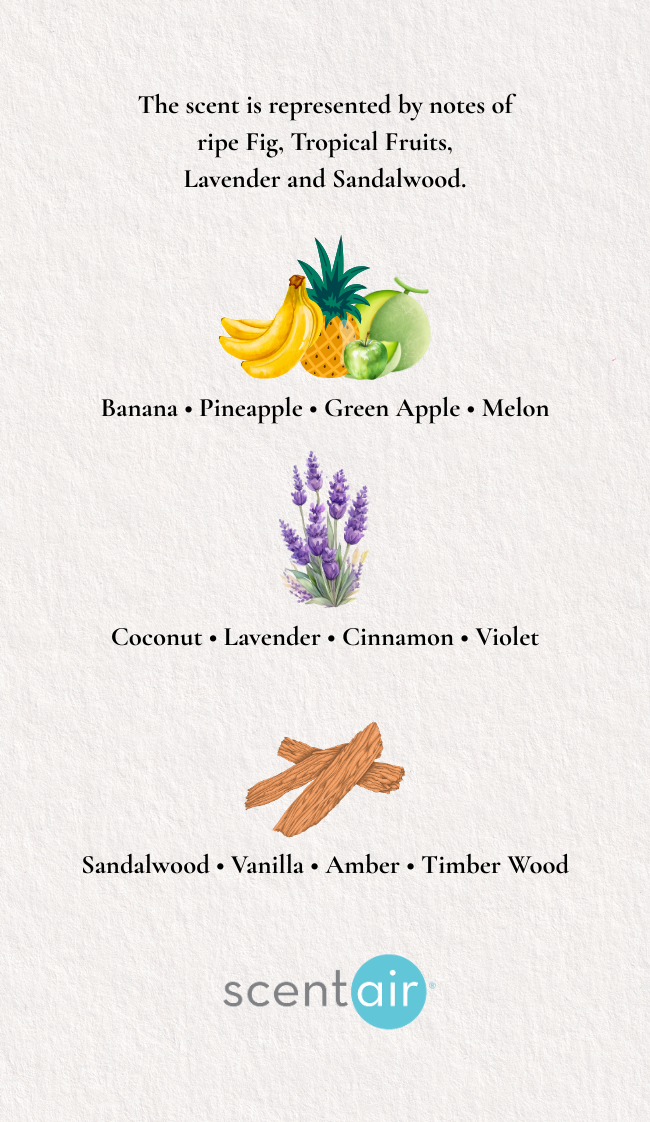 The scent is represented by notes of
ripe Fig, Tropical Fruits,
Lavender and Sandalwood.
Banana • Pineapple • Green Apple • Melon
Coconut • Lavender • Cinnamon • Violet
Sandalwood • Vanilla • Amber • Timber Wood
scentair®